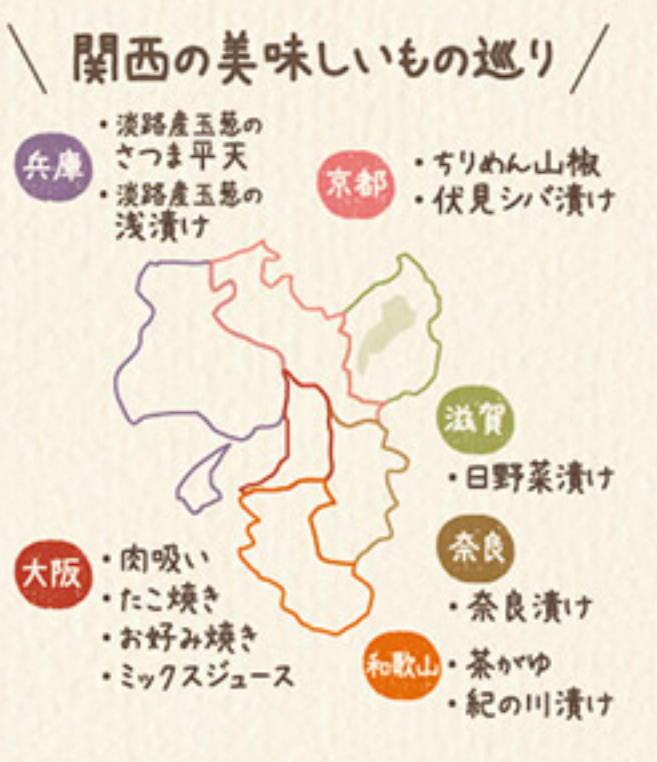 関西の美味しいもの巡り
兵庫
・淡路産玉葱の
さつま平天
・淡路産玉葱の
浅漬け
京都
・ちりめん山椒
・伏見シバ漬け
滋賀
・日野菜漬け
奈良
・奈良漬け
大阪
・肉吸い
・たこ焼き
・お好み焼き
・ミックスジュース
和歌山
・茶がゆ
・紀の川漬け